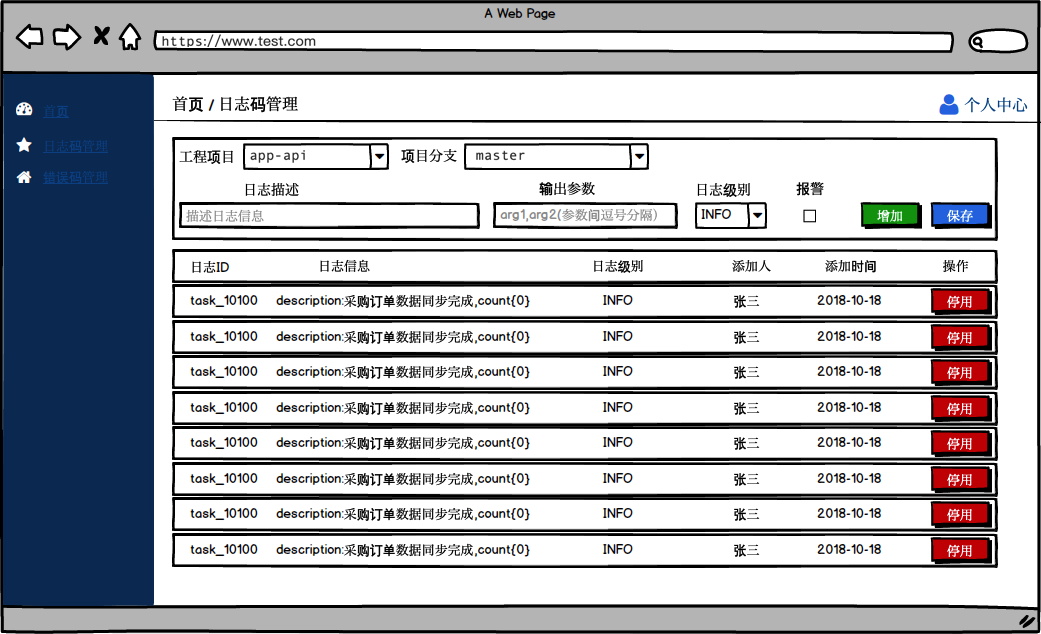 A Web Page
https://www.test.com
首页
日志码管理
错误码管理
首页 / 日志码管理
个人中心
工程项目 app-api 项目分支 master
日志描述 输出参数 日志级别 报警
描述日志信息 arg1,arg2(参数间逗号分隔) INFO 增加 保存
日志ID 日志信息 日志级别 添加人 添加时间 操作
task_10100 description:采购订单数据同步完成,count{0} INFO 张三 2018-10-18 停用
task_10100 description:采购订单数据同步完成,count{0} INFO 张三 2018-10-18 停用
task_10100 description:采购订单数据同步完成,count{0} INFO 张三 2018-10-18 停用
task_10100 description:采购订单数据同步完成,count{0} INFO 张三 2018-10-18 停用
task_10100 description:采购订单数据同步完成,count{0} INFO 张三 2018-10-18 停用
task_10100 description:采购订单数据同步完成,count{0} INFO 张三 2018-10-18 停用
task_10100 description:采购订单数据同步完成,count{0} INFO 张三 2018-10-18 停用
task_10100 description:采购订单数据同步完成,count{0} INFO 张三 2018-10-18 停用